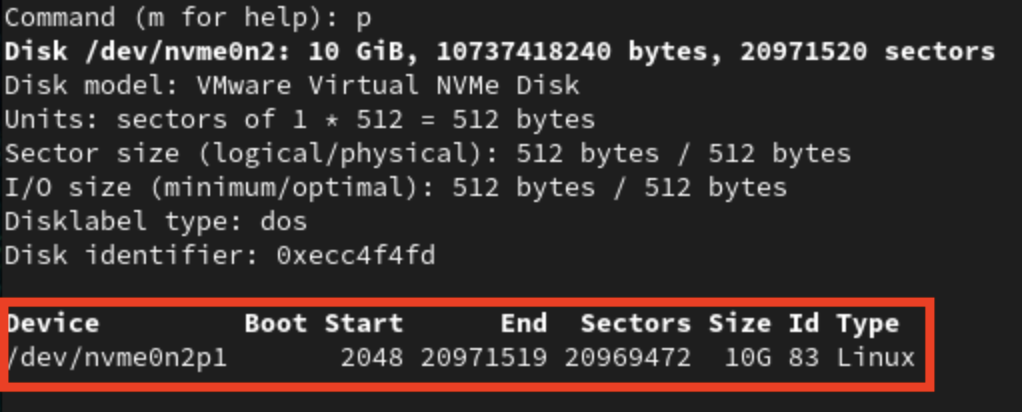 Command (m for help): p
Disk /dev/nvme0n2: 10 GiB, 10737418240 bytes, 20971520 sectors
Disk model: VMware Virtual NVMe Disk
Units: sectors of 1 * 512 = 512 bytes
Sector size (logical/physical): 512 bytes / 512 bytes
I/O size (minimum/optimal): 512 bytes / 512 bytes
Disklabel type: dos
Disk identifier: 0xecc4f4fd
Device Boot Start End Sectors Size Id Type
/dev/nvme0n2p1 2048 20971519 20969472 10G 83 Linux